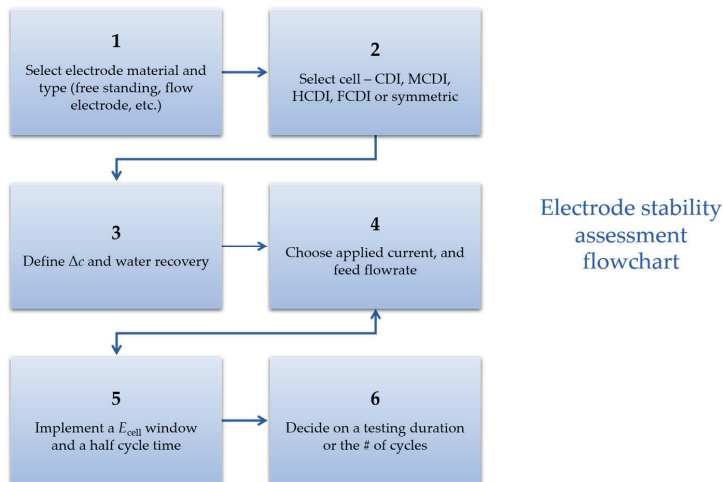 1
Select electrode material and
type (free standing, flow
electrode, etc.)
2
Select cell – CDI, MCDI,
HCDI, FCDI or symmetric
3
Define Δc and water recovery
4
Choose applied current, and
feed flowrate
Electrode stability
assessment
flowchart
5
Implement a E_cell window
and a half cycle time
6
Decide on a testing duration
or the # of cycles